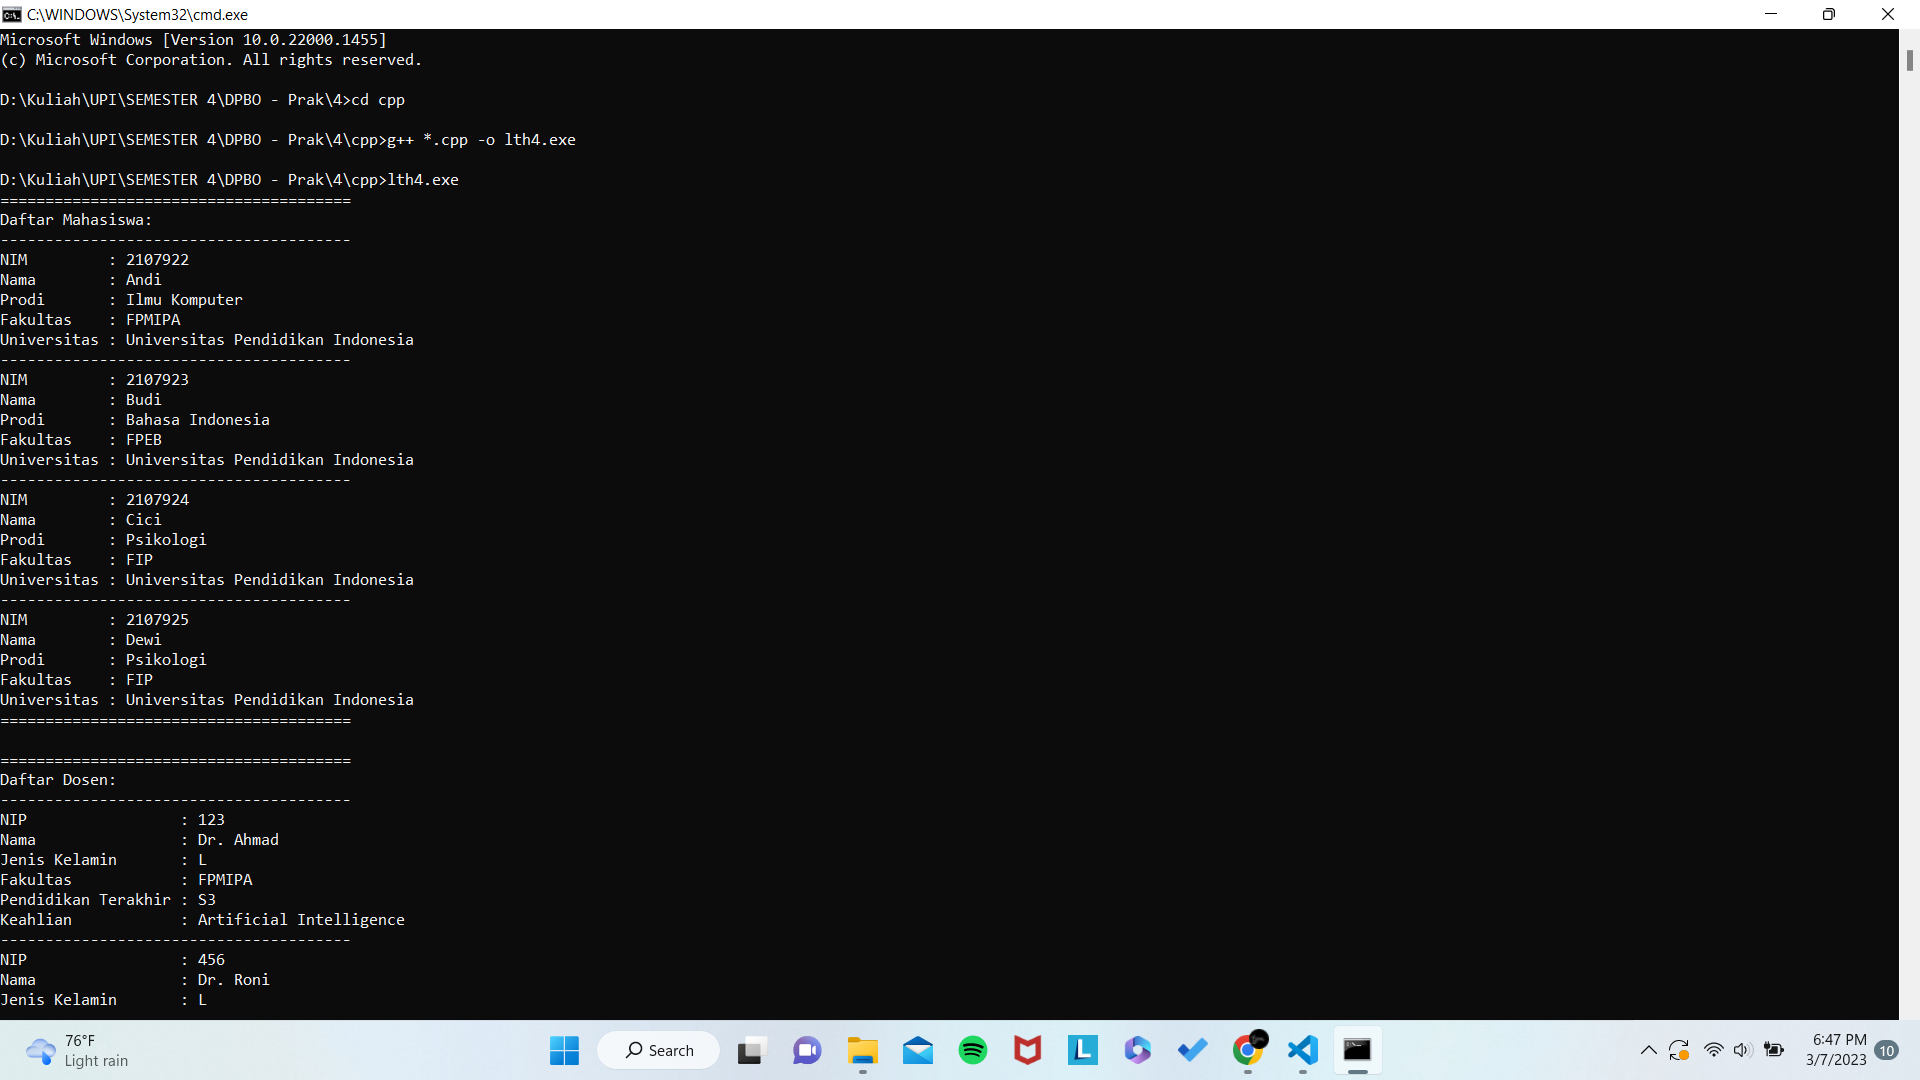 C:\WINDOWS\System32\cmd.exe
Microsoft Windows [Version 10.0.22000.1455]
(c) Microsoft Corporation. All rights reserved.
D:\Kuliah\UPI\SEMESTER 4\DPBO - Prak\4>cd cpp
D:\Kuliah\UPI\SEMESTER 4\DPBO - Prak\4\cpp>g++ *.cpp -o lth4.exe
D:\Kuliah\UPI\SEMESTER 4\DPBO - Prak\4\cpp>lth4.exe
=======================================
Daftar Mahasiswa:
---------------------------------------
NIM         : 2107922
Nama        : Andi
Prodi       : Ilmu Komputer
Fakultas    : FPMIPA
Universitas : Universitas Pendidikan Indonesia
---------------------------------------
NIM         : 2107923
Nama        : Budi
Prodi       : Bahasa Indonesia
Fakultas    : FPEB
Universitas : Universitas Pendidikan Indonesia
---------------------------------------
NIM         : 2107924
Nama        : Cici
Prodi       : Psikologi
Fakultas    : FIP
Universitas : Universitas Pendidikan Indonesia
---------------------------------------
NIM         : 2107925
Nama        : Dewi
Prodi       : Psikologi
Fakultas    : FIP
Universitas : Universitas Pendidikan Indonesia
=======================================
=======================================
Daftar Dosen:
---------------------------------------
NIP                 : 123
Nama                : Dr. Ahmad
Jenis Kelamin       : L
Fakultas            : FPMIPA
Pendidikan Terakhir : S3
Keahlian            : Artificial Intelligence
---------------------------------------
NIP                 : 456
Nama                : Dr. Roni
Jenis Kelamin       : L
76°F
Light rain
Search
L
6:47 PM
3/7/2023
10